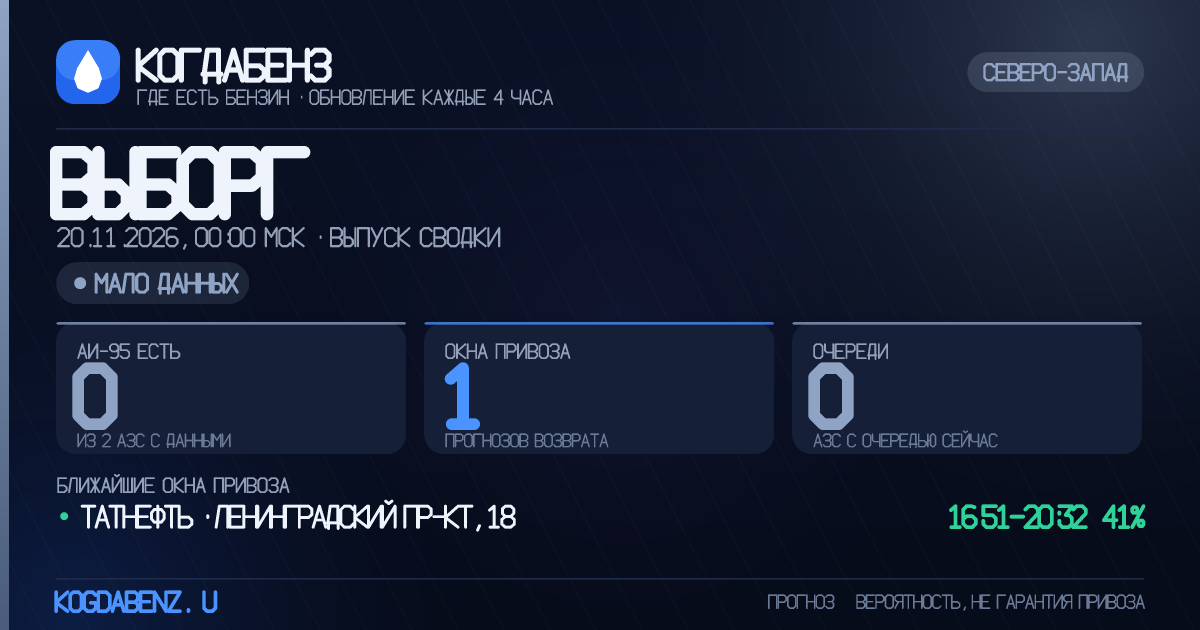 КОГДАБЕНЗ
ГДЕ ЕСТЬ БЕНЗИН · ОБНОВЛЕНИЕ КАЖДЫЕ 4 ЧАСА
СЕВЕРО-ЗАПАД
ВЫБОРГ
20.11.2026, 00:00 МСК · ВЫПУСК СВОДКИ
МАЛО ДАННЫХ
АИ-95 ЕСТЬ
0
ИЗ 2 АЗС С ДАННЫМИ
ОКНА ПРИВОЗА
1
ПРОГНОЗОВ ВОЗВРАТА
ОЧЕРЕДИ
0
АЗС С ОЧЕРЕДЬЮ СЕЙЧАС
БЛИЖАЙШИЕ ОКНА ПРИВОЗА
• ТАТНЕФТЬ · ЛЕНИНГРАДСКИЙ ПР-КТ, 18
16:51–20:32 41%
KOGDABENZ. U
ПРОГНОЗ ВЕРОЯТНОСТЬ, НЕ ГАРАНТИЯ ПРИВОЗА